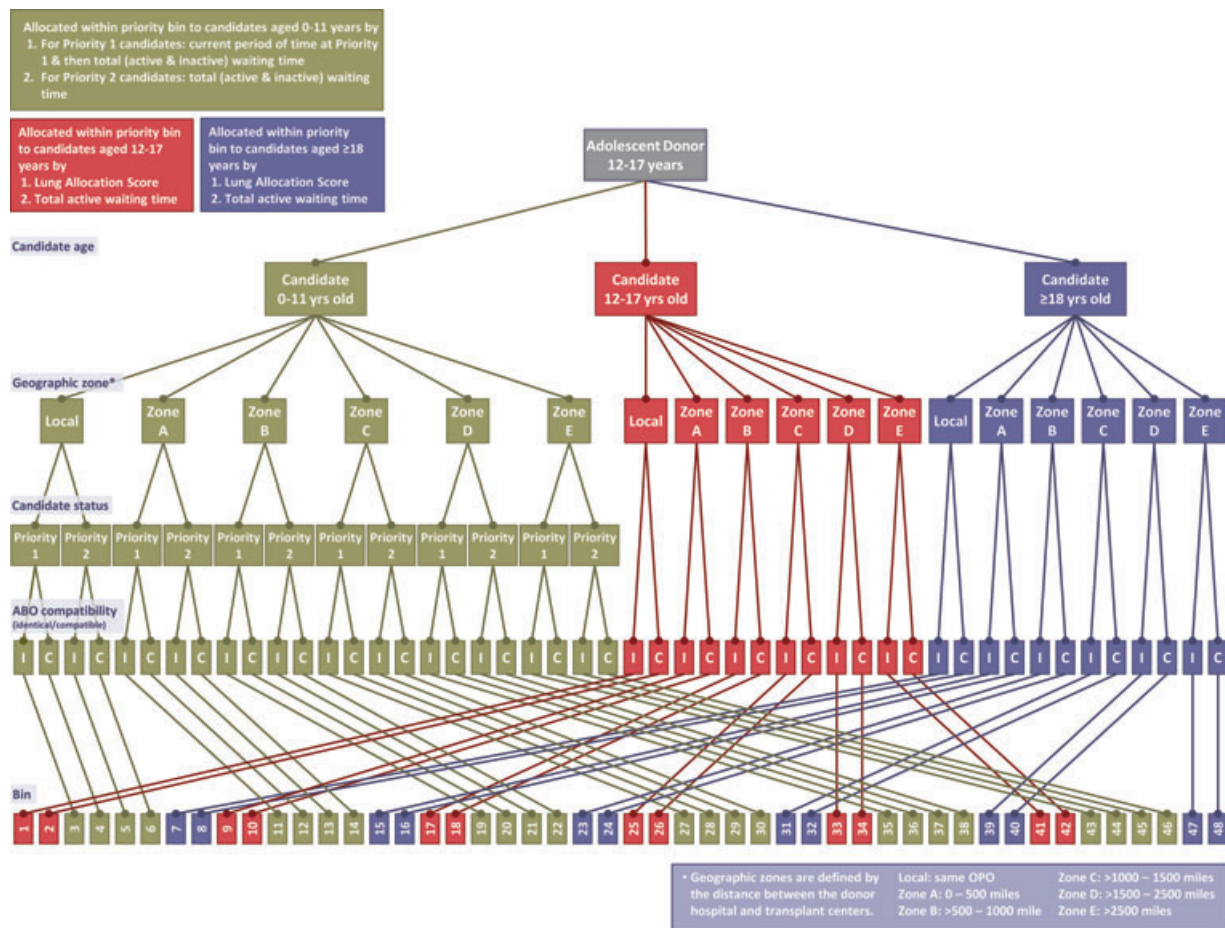 Allocated within priority bin to candidates aged 0-11 years by
1. For Priority 1 candidates: current period of time at Priority
1 & then total (active & inactive) waiting time
2. For Priority 2 candidates: total (active & inactive) waiting
time
Allocated within priority bin
to candidates aged 12-17
years by
1. Lung Allocation Score
2. Total active waiting time
Allocated within priority
bin to candidates aged ≥18
years by
1. Lung Allocation Score
2. Total active waiting time
Adolescent Donor
12-17 years
Candidate age
Candidate
0-11 yrs old
Candidate
12-17 yrs old
Candidate
≥18 yrs old
Geographic zone*
Local
Zone
A
Zone
B
Zone
C
Zone
D
Zone
E
Local
Zone
A
Zone
B
Zone
C
Zone
D
Zone
E
Local
Zone
A
Zone
B
Zone
C
Zone
D
Zone
E
Candidate status
Priority
1
Priority
2
Priority
1
Priority
2
Priority
1
Priority
2
Priority
1
Priority
2
Priority
1
Priority
2
Priority
1
Priority
2
ABO compatibility
(identical/compatible)
I C I C I C I C I C I C I C I C I C I C I C I C I C I C I C I C I C I C I C I C I C I C I C I C
Bin
1 2 3 4 5 6 7 8 9 10 11 12 13 14 15 16 17 18 19 20 21 22 23 24 25 26 27 28 29 30 31 32 33 34 35 36 37 38 39 40 41 42 43 44 45 46 47 48
* Geographic zones are defined by
the distance between the donor
hospital and transplant centers.
Local: same OPO
Zone A: 0 – 500 miles
Zone B: >500 – 1000 mile
Zone C: >1000 – 1500 miles
Zone D: >1500 – 2500 miles
Zone E: >2500 miles